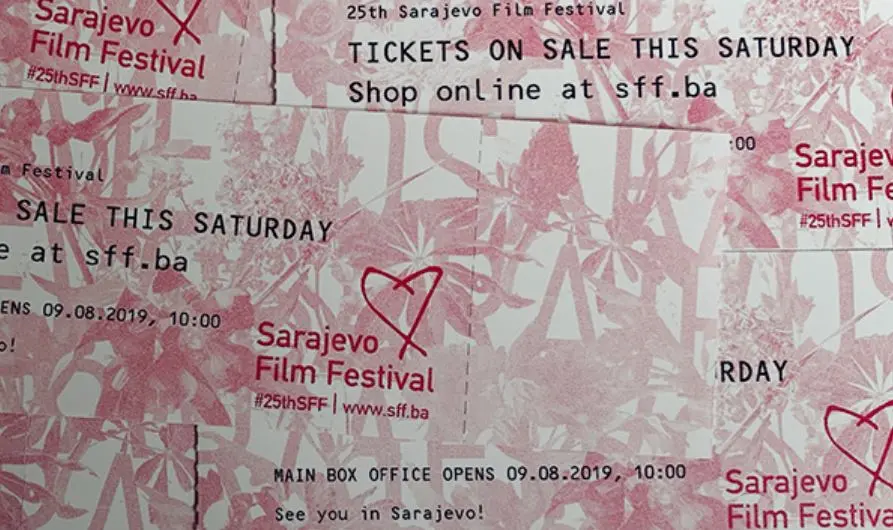 Sarajevo
Film Festival
#25thSFF | www.sff.ba
25th Sarajevo Film Festival
TICKETS ON SALE THIS SATURDAY
Shop online at sff.ba
:00
Sarajev
Film Fe
#25thSFF |
m Festival
SALE THIS SATURDAY
e at sff.ba
ENS 09.08.2019, 10:00
o!
Sarajevo
Film Festival
#25thSFF | www.sff.ba
RDAY
MAIN BOX OFFICE OPENS 09.08.2019, 10:00
See you in Sarajevo!
Sarajevo
Film Festiva